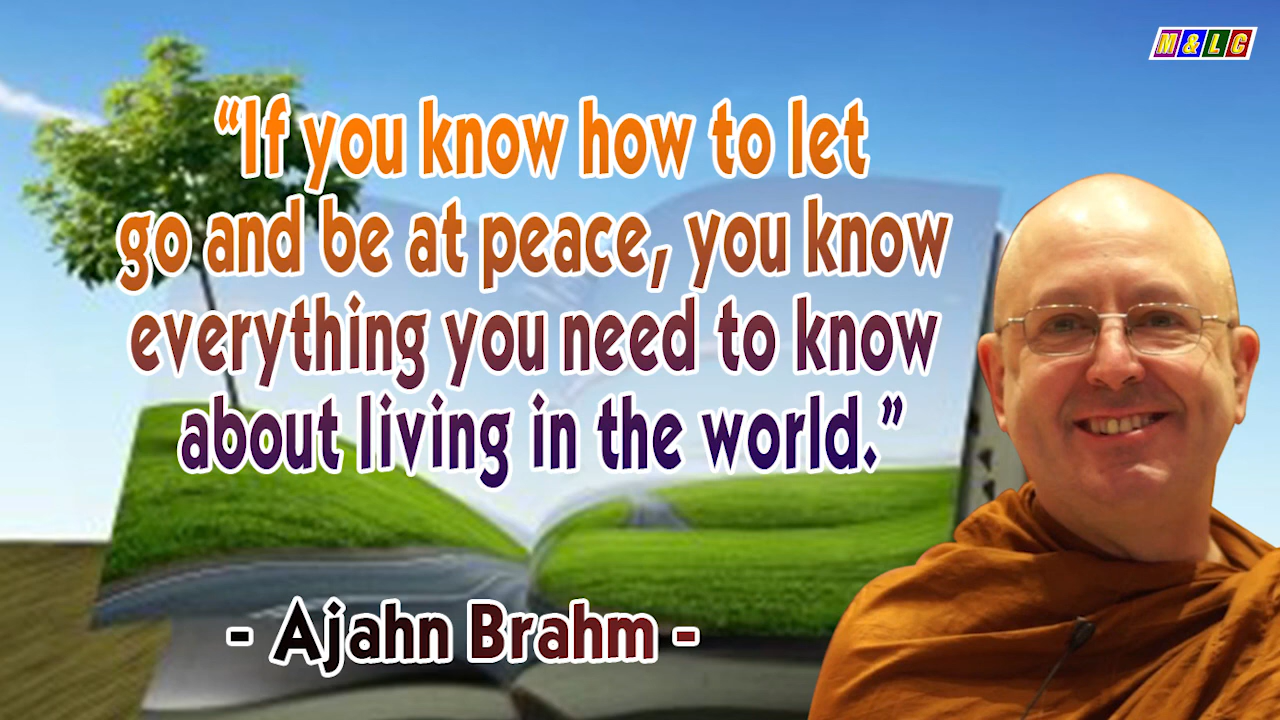 M&LC
“If you know how to let
go and be at peace, you know
everything you need to know
about living in the world.”
- Ajahn Brahm -